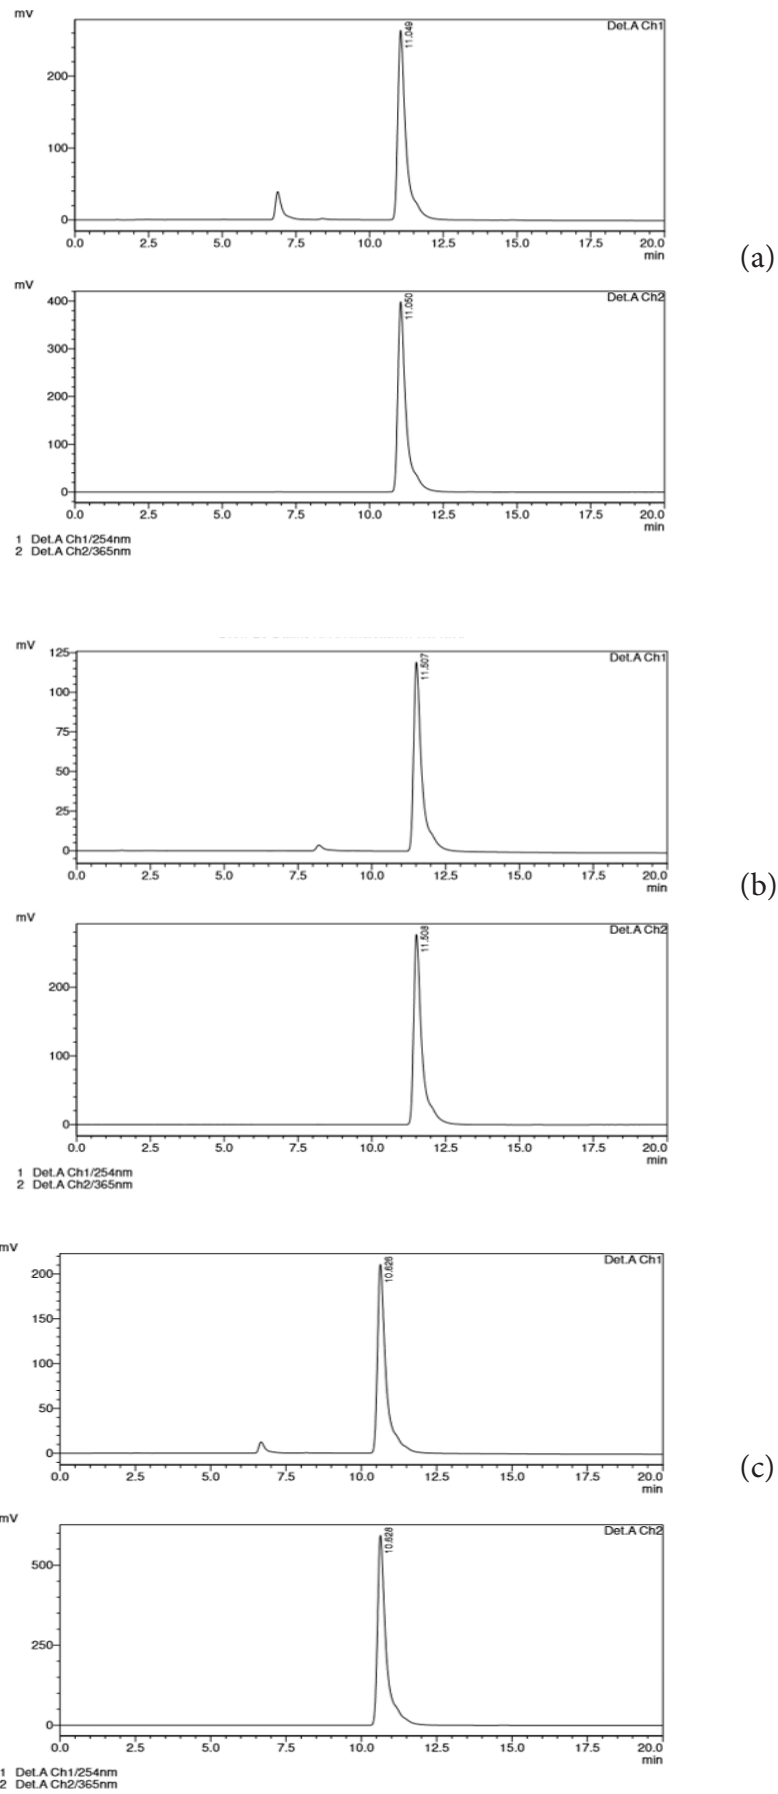 mV
Det.A Ch1
11.049
200
100
0
0.0 2.5 5.0 7.5 10.0 12.5 15.0 17.5 20.0
min
(a)
mV
Det.A Ch2
11.050
400
300
200
100
0
0.0 2.5 5.0 7.5 10.0 12.5 15.0 17.5 20.0
min
1 Det.A Ch1/254nm
2 Det.A Ch2/365nm
mV
125
Det.A Ch1
11.507
100
75
50
25
0
0.0 2.5 5.0 7.5 10.0 12.5 15.0 17.5 20.0
min
(b)
mV
Det.A Ch2
11.508
200
100
0
0.0 2.5 5.0 7.5 10.0 12.5 15.0 17.5 20.0
min
1 Det.A Ch1/254nm
2 Det.A Ch2/365nm
mV
Det.A Ch1
10.626
200
150
100
50
0
0.0 2.5 5.0 7.5 10.0 12.5 15.0 17.5 20.0
min
(c)
mV
Det.A Ch2
10.628
500
250
0
0.0 2.5 5.0 7.5 10.0 12.5 15.0 17.5 20.0
min
1 Det.A Ch1/254nm
2 Det.A Ch2/365nm